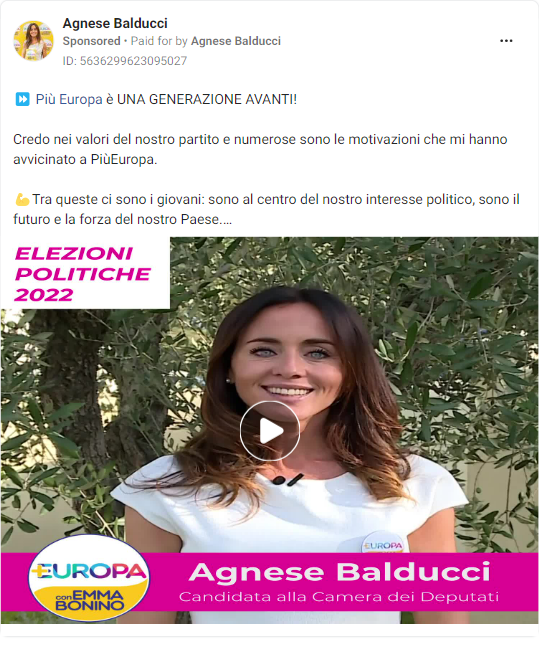 Agnese Balducci
Sponsored • Paid for by Agnese Balducci
ID: 5636299623095027
⏩ Più Europa è UNA GENERAZIONE AVANTI!
Credo nei valori del nostro partito e numerose sono le motivazioni che mi hanno
avvicinato a PiùEuropa.
💪Tra queste ci sono i giovani: sono al centro del nostro interesse politico, sono il
futuro e la forza del nostro Paese....
ELEZIONI
POLITICHE
2022
EUROPA
+EUROPA
con EMMA
BONINO
Agnese Balducci
Candidata alla Camera dei Deputati